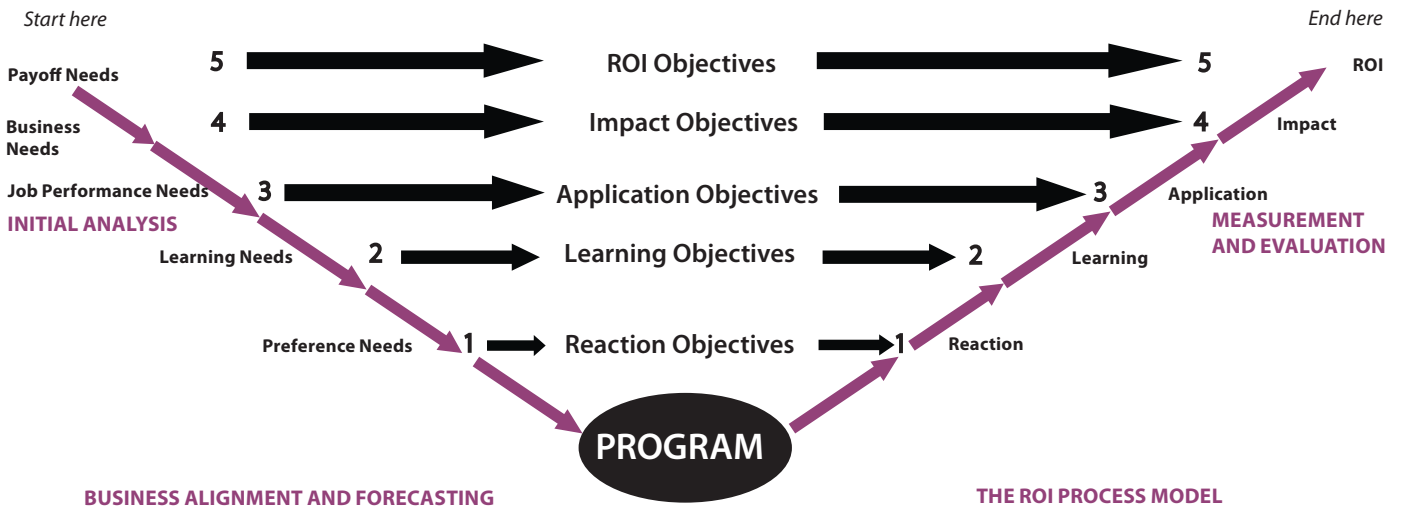 Start here
End here
Payoff Needs
5
ROI Objectives
5
ROI
Business
Needs
4
Impact Objectives
4
Impact
Job Performance Needs
3
Application Objectives
3
Application
INITIAL ANALYSIS
MEASUREMENT
AND EVALUATION
Learning Needs
2
Learning Objectives
2
Learning
Preference Needs
1
Reaction Objectives
1
Reaction
PROGRAM
BUSINESS ALIGNMENT AND FORECASTING
THE ROI PROCESS MODEL